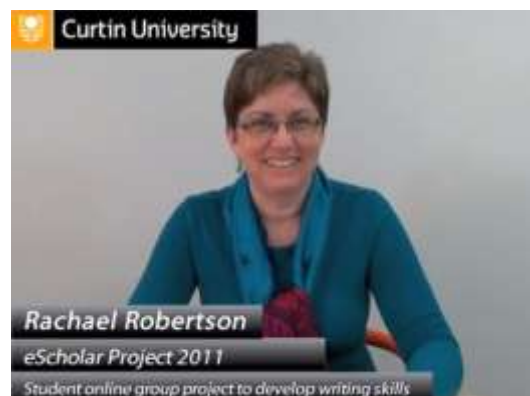 Curtin University
Rachael Robertson
eScholar Project 2011
Student online group project to develop writing skills